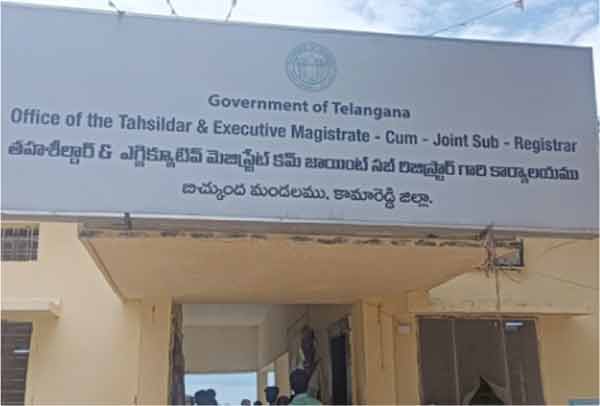 Government of Telangana
Office of the Tahsildar & Executive Magistrate - Cum - Joint Sub - Registrar
తహశీల్దార్ & ఎగ్జిక్యూటివ్ మెజిస్ట్రేట్ కమ్ జాయింట్ సబ్ రిజిస్ట్రార్ గారి కార్యాలయము
బిచ్కుంద మండలము, కామారెడ్డి జిల్లా.